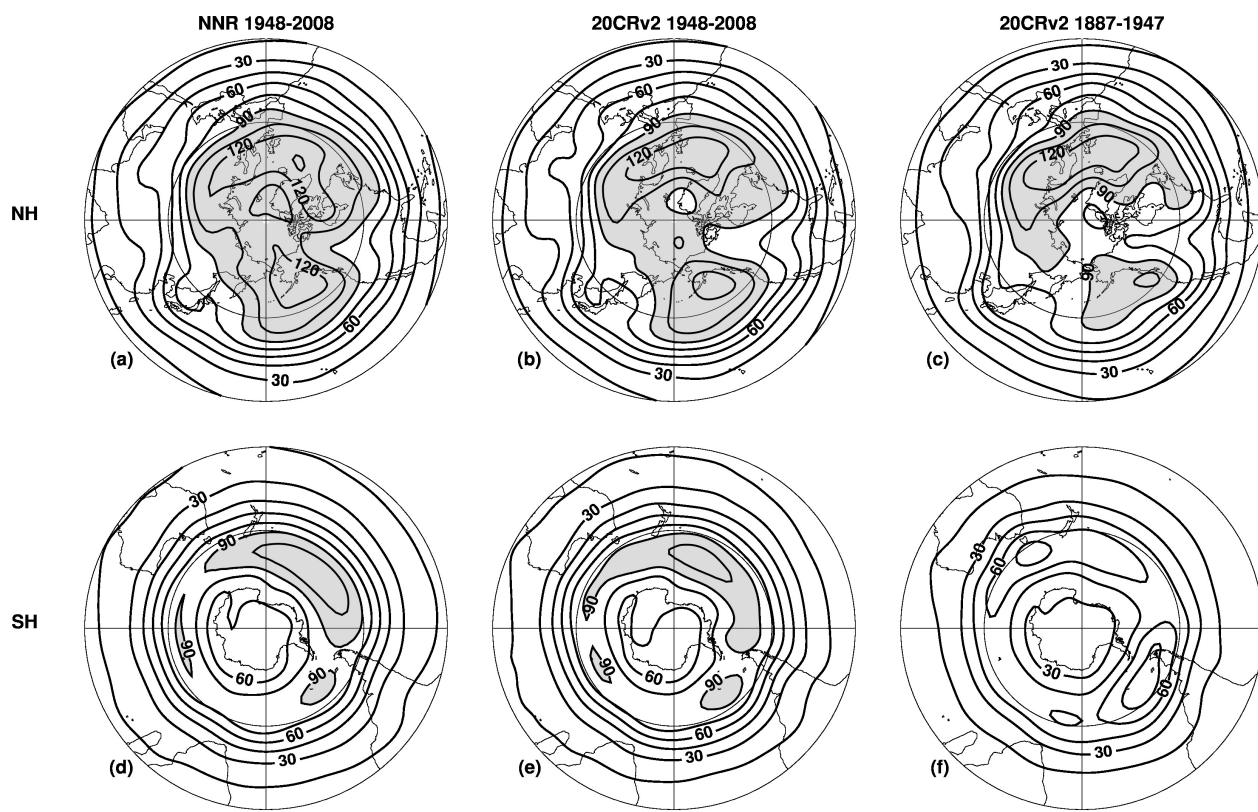 NNR 1948-2008 20CRv2 1948-2008 20CRv2 1887-1947
NH
30 60 90 120 120 120 60 30
(a)
30 60 90 120 60 30
(b)
30 60 90 120 90 90 60 30
(c)
SH
30 90 90 60 90 60 30
(d)
30 90 90 90 60 90 60 30
(e)
30 60 30 60 30
(f)